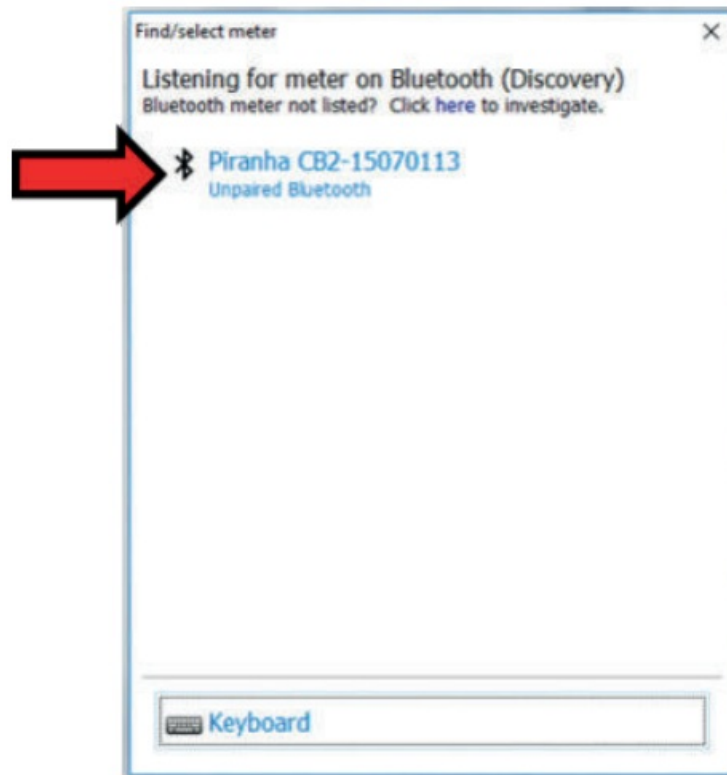 Find/select meter
Listening for meter on Bluetooth (Discovery)
Bluetooth meter not listed? Click here to investigate.
Piranha CB2-15070113
Unpaired Bluetooth
Keyboard